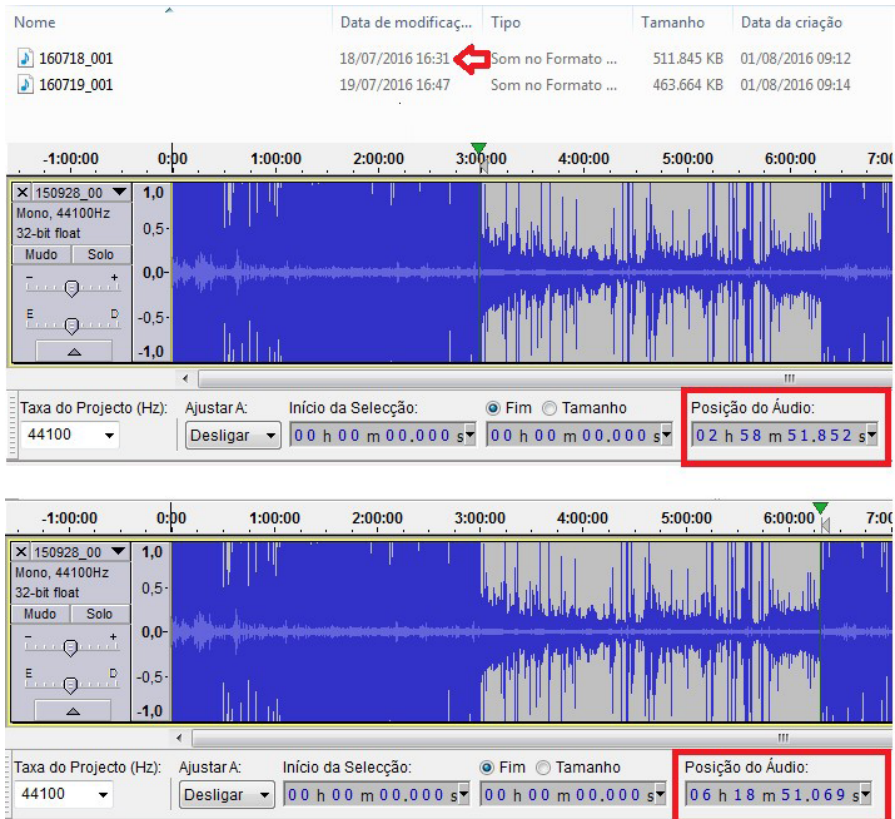 Nome Data de modificaç... Tipo Tamanho Data da criação
160718_001 18/07/2016 16:31 Som no Formato ... 511.845 KB 01/08/2016 09:12
160719_001 19/07/2016 16:47 Som no Formato ... 463.664 KB 01/08/2016 09:14
-1:00:00 0:00 1:00:00 2:00:00 3:00:00 4:00:00 5:00:00 6:00:00 7:00
150928_00 1,0
Mono, 44100Hz
32-bit float 0,5-
Mudo Solo
- + 0,0-
E D -0,5-
-1,0
Taxa do Projecto (Hz): Ajustar A: Início da Selecção: Fim Tamanho Posição do Áudio:
44100 Desligar 00 h 00 m 00.000 s 00 h 00 m 00.000 s 02 h 58 m 51.852 s
-1:00:00 0:00 1:00:00 2:00:00 3:00:00 4:00:00 5:00:00 6:00:00 7:00
150928_00 1,0
Mono, 44100Hz
32-bit float 0,5-
Mudo Solo
- + 0,0-
E D -0,5-
-1,0
Taxa do Projecto (Hz): Ajustar A: Início da Selecção: Fim Tamanho Posição do Áudio:
44100 Desligar 00 h 00 m 00.000 s 00 h 00 m 00.000 s 06 h 18 m 51.069 s